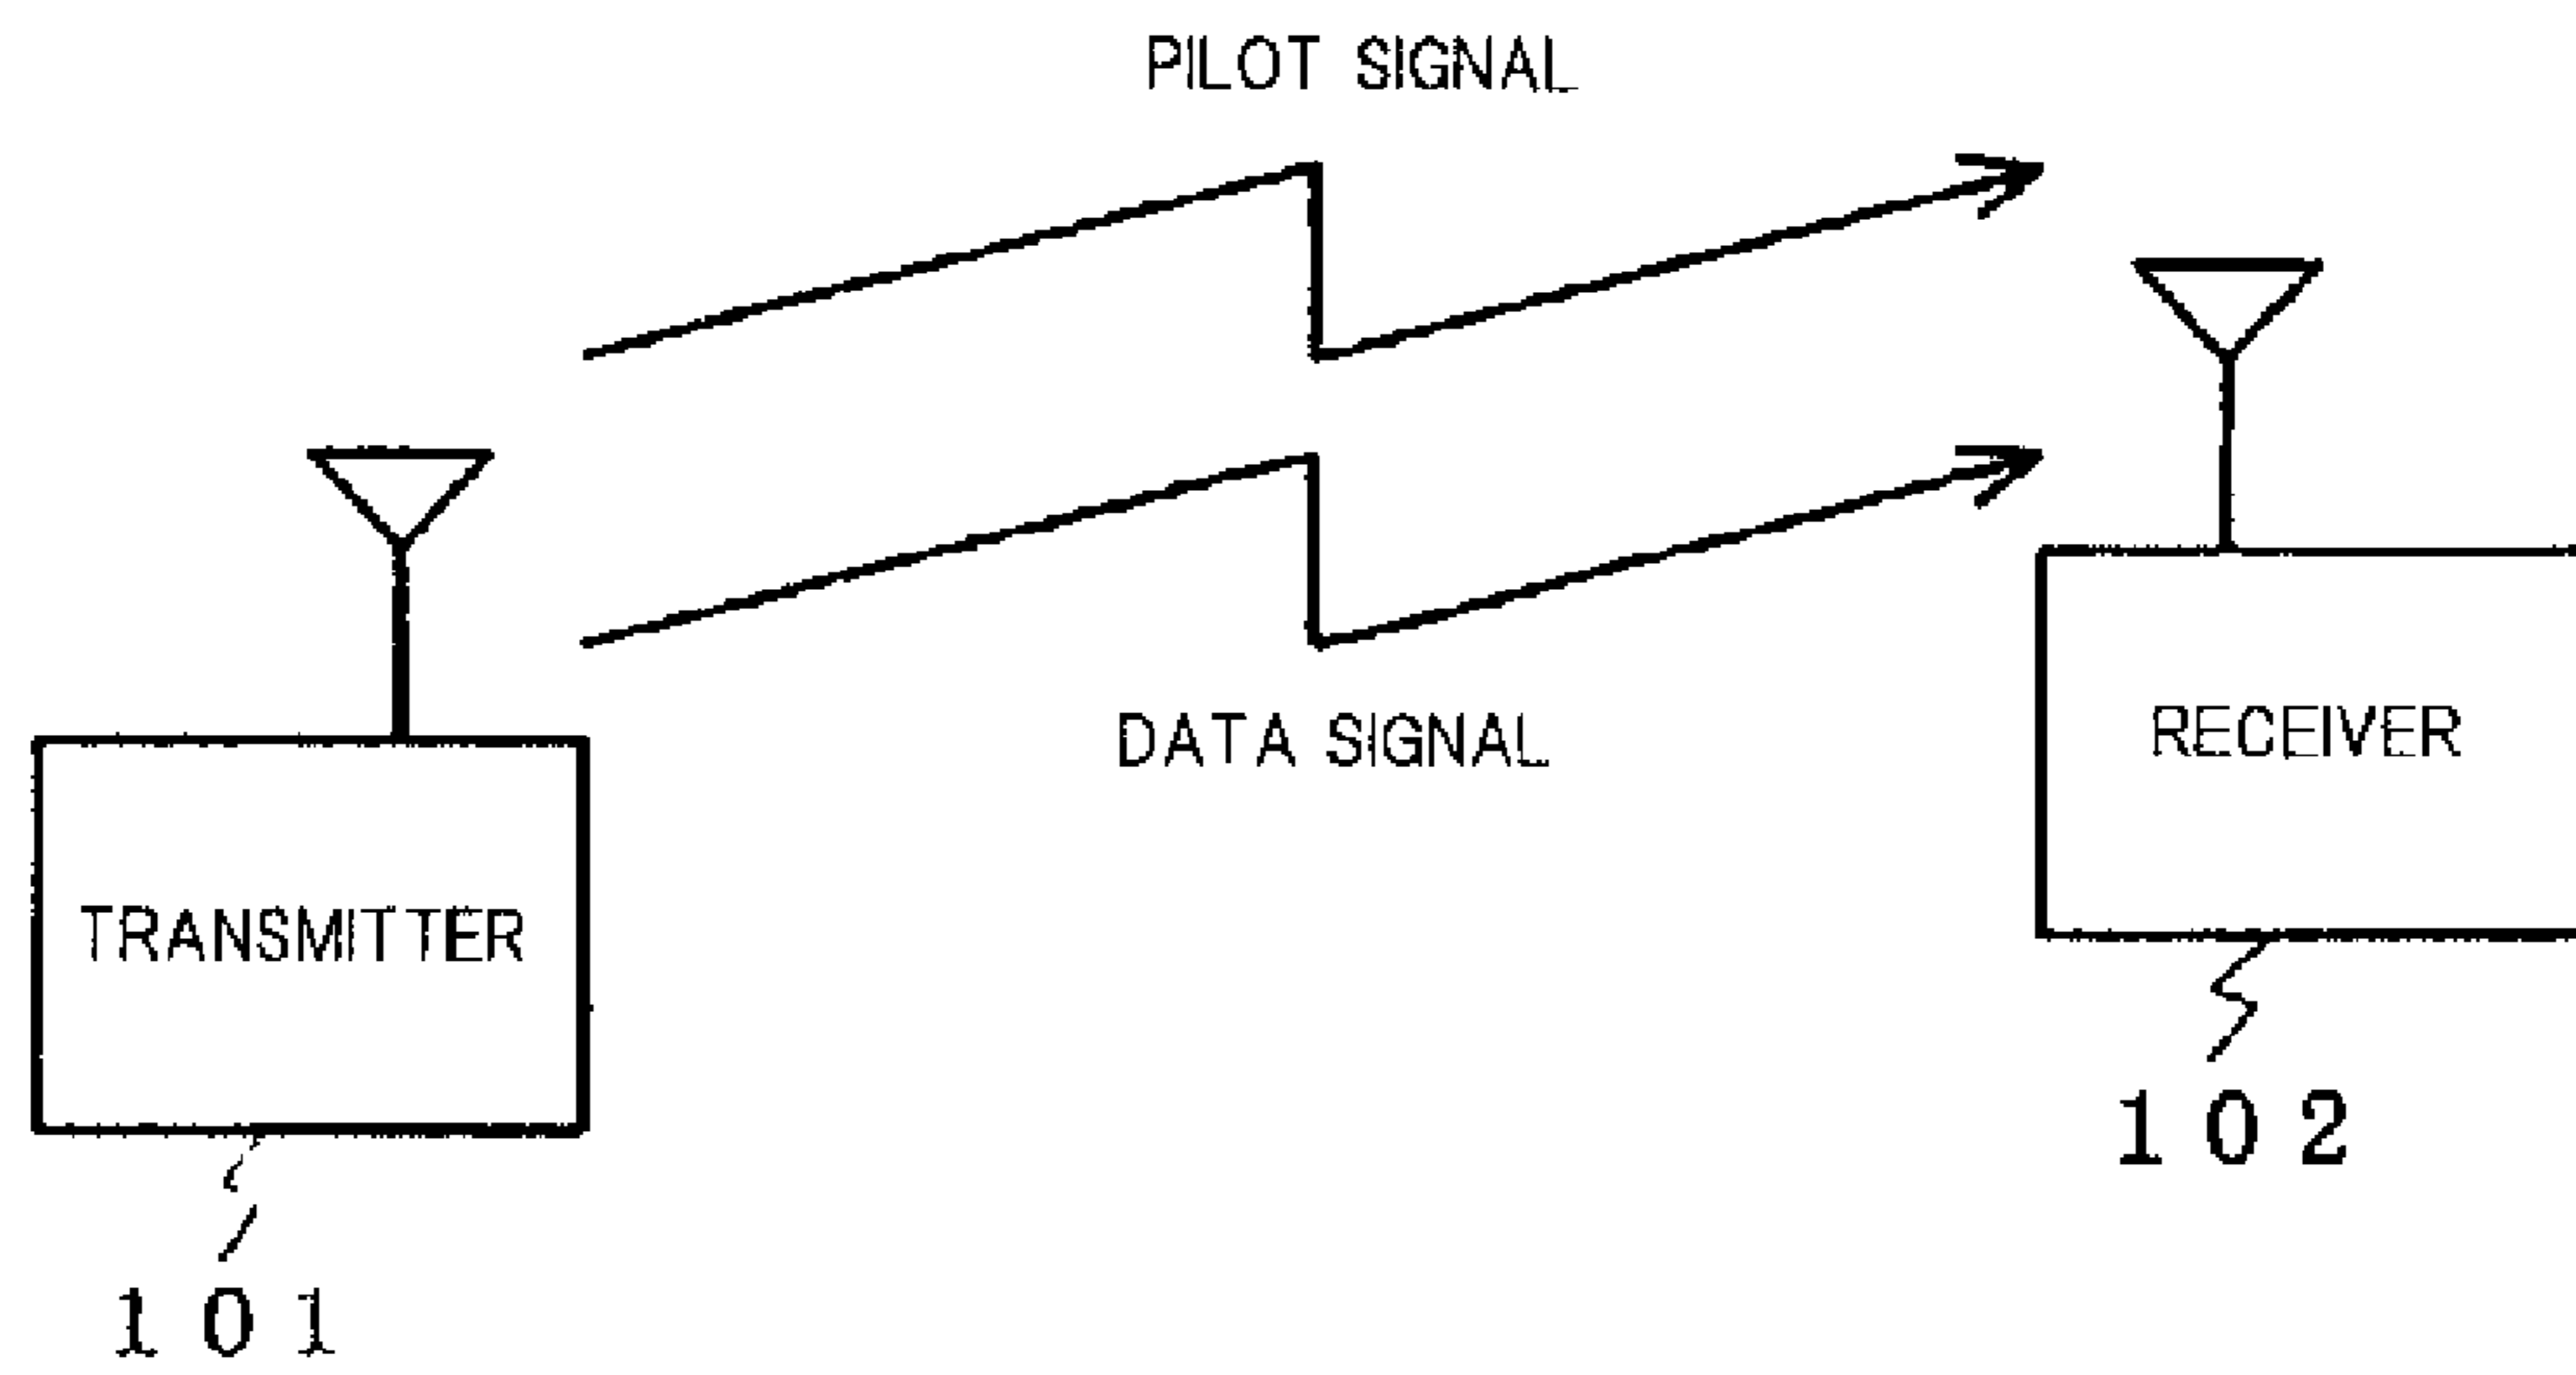 PILOT SIGNAL
DATA SIGNAL
RECEIVER
TRANSMITTER
102
101